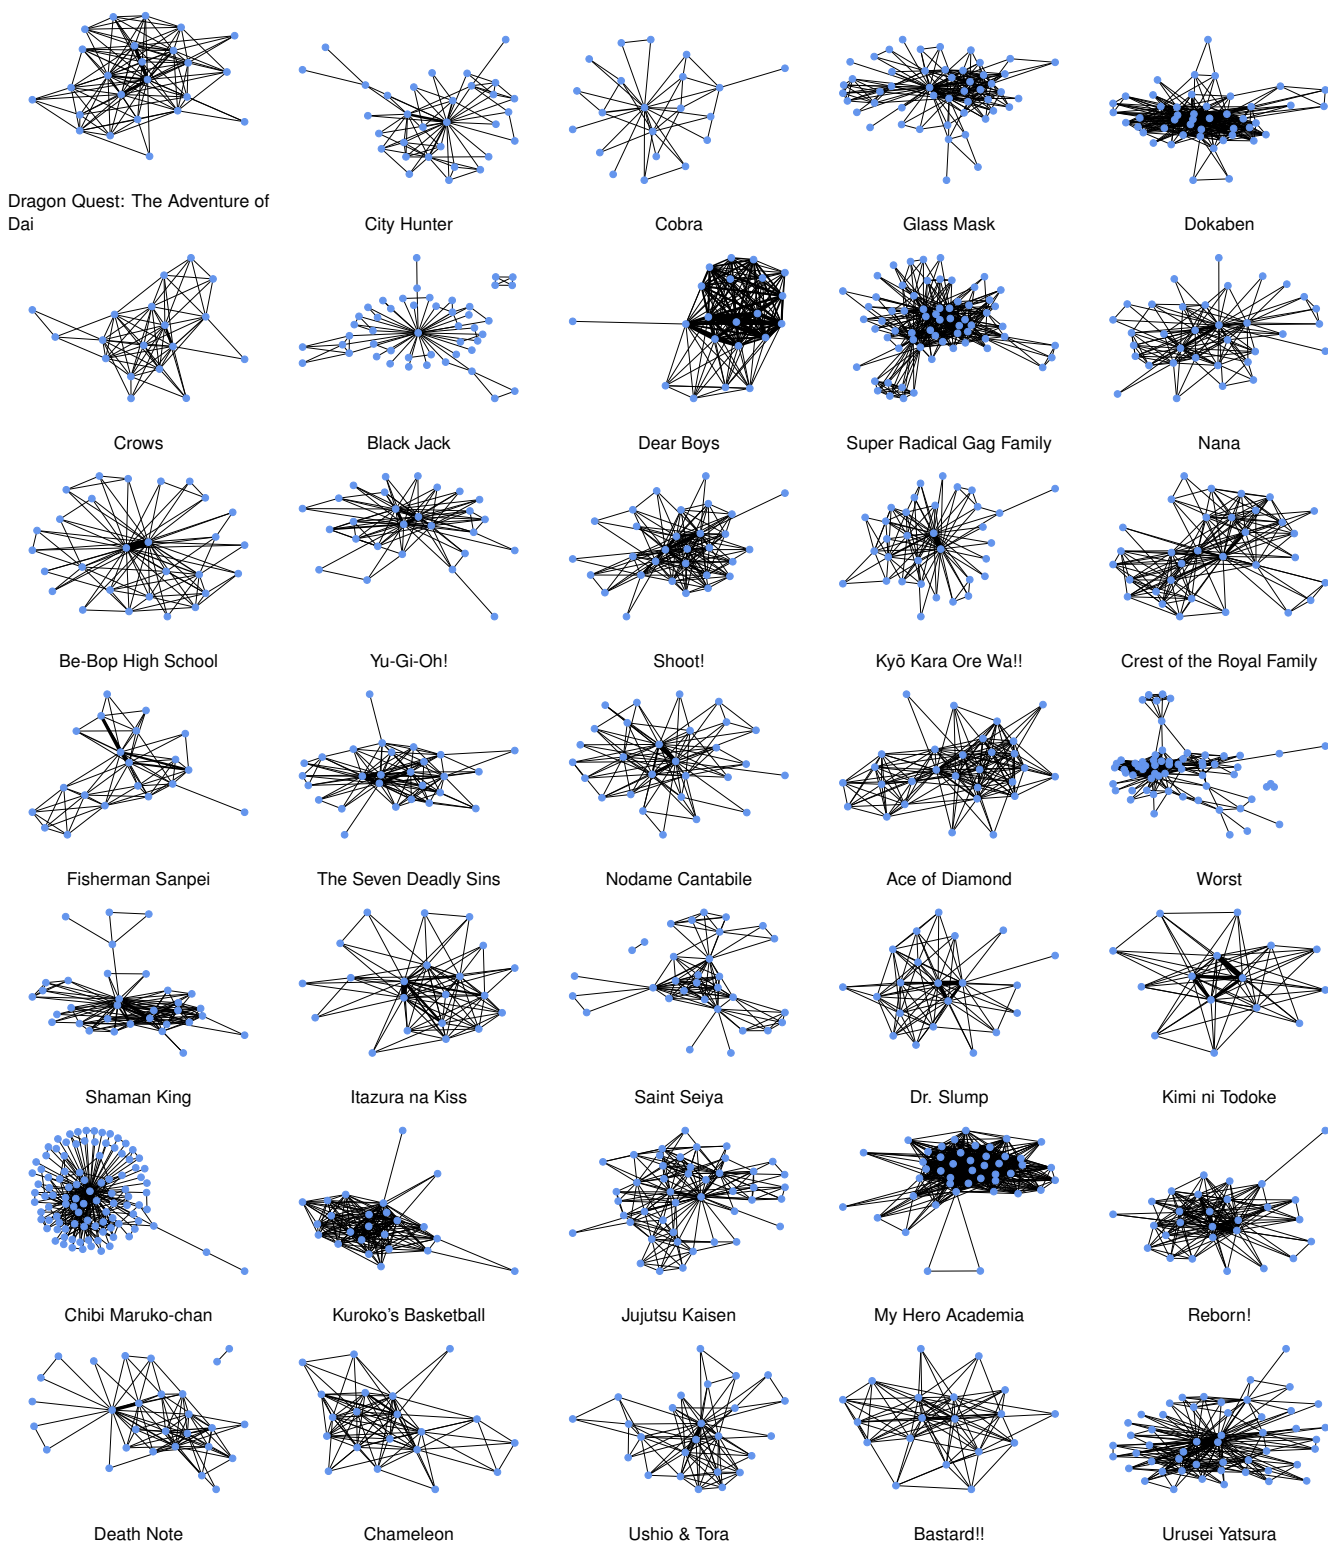 Dragon Quest: The Adventure of
Dai
City Hunter
Cobra
Glass Mask
Dokaben
Crows
Black Jack
Dear Boys
Super Radical Gag Family
Nana
Be-Bop High School
Yu-Gi-Oh!
Shoot!
Kyō Kara Ore Wa!!
Crest of the Royal Family
Fisherman Sanpei
The Seven Deadly Sins
Nodame Cantabile
Ace of Diamond
Worst
Shaman King
Itazura na Kiss
Saint Seiya
Dr. Slump
Kimi ni Todoke
Chibi Maruko-chan
Kuroko's Basketball
Jujutsu Kaisen
My Hero Academia
Reborn!
Death Note
Chameleon
Ushio & Tora
Bastard!!
Urusei Yatsura